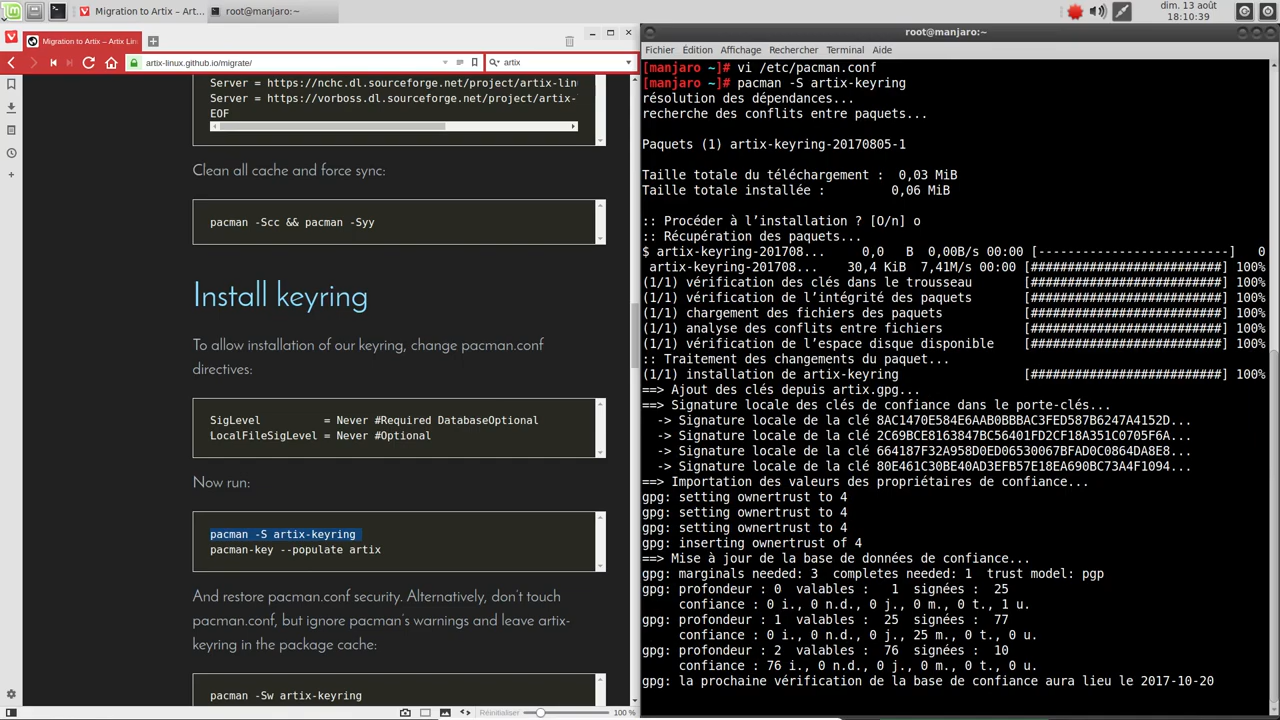 Migration to Artix – Art...
root@manjaro:~
dim. 13 août
18:10:39
Migration to Artix – Artix Lin
artix-linux.github.io/migrate/
artix
Server = https://nchc.dl.sourceforge.net/project/artix-lin
Server = https://vorboss.dl.sourceforge.net/project/artix-
EOF
Clean all cache and force sync:
pacman -Scc && pacman -Syy
Install keyring
To allow installation of our keyring, change pacman.conf
directives:
SigLevel = Never #Required DatabaseOptional
LocalFileSigLevel = Never #Optional
Now run:
pacman -S artix-keyring
pacman-key --populate artix
And restore pacman.conf security. Alternatively, don't touch
pacman.conf, but ignore pacman's warnings and leave artix-
keyring in the package cache:
pacman -Sw artix-keyring
Réinitialiser
100 %
root@manjaro:~
Fichier Édition Affichage Rechercher Terminal Aide
[manjaro ~]# vi /etc/pacman.conf
[manjaro ~]# pacman -S artix-keyring
résolution des dépendances...
recherche des conflits entre paquets...
Paquets (1) artix-keyring-20170805-1
Taille totale du téléchargement : 0,03 MiB
Taille totale installée : 0,06 MiB
:: Procéder à l’installation ? [O/n] o
:: Récupération des paquets...
$ artix-keyring-201708... 0,0 B 0,00B/s 00:00 [--------------------------] 0
artix-keyring-201708... 30,4 KiB 7,41M/s 00:00 [##########################] 100%
(1/1) vérification des clés dans le trousseau [##########################] 100%
(1/1) vérification de l’intégrité des paquets [##########################] 100%
(1/1) chargement des fichiers des paquets [##########################] 100%
(1/1) analyse des conflits entre fichiers [##########################] 100%
(1/1) vérification de l’espace disque disponible [##########################] 100%
:: Traitement des changements du paquet...
(1/1) installation de artix-keyring [##########################] 100%
==> Ajout des clés depuis artix.gpg...
==> Signature locale des clés de confiance dans le porte-clés...
-> Signature locale de la clé 8AC1470E584E6AAB0BBBAC3FED587B6247A4152D...
-> Signature locale de la clé 2C69BCE8163847BC56401FD2CF18A351C0705F6A...
-> Signature locale de la clé 664187F32A958D0ED06530067BFAD0C0864DA8E8...
-> Signature locale de la clé 80E461C30BE40AD3EFB57E18EA690BC73A4F1094...
==> Importation des valeurs des propriétaires de confiance...
gpg: setting ownertrust to 4
gpg: setting ownertrust to 4
gpg: setting ownertrust to 4
gpg: inserting ownertrust of 4
==> Mise à jour de la base de données de confiance...
gpg: marginals needed: 3 completes needed: 1 trust model: pgp
gpg: profondeur : 0 valables : 1 signées : 25
confiance : 0 i., 0 n.d., 0 j., 0 m., 0 t., 1 u.
gpg: profondeur : 1 valables : 25 signées : 77
confiance : 0 i., 0 n.d., 0 j., 25 m., 0 t., 0 u.
gpg: profondeur : 2 valables : 76 signées : 10
confiance : 76 i., 0 n.d., 0 j., 0 m., 0 t., 0 u.
gpg: la prochaine vérification de la base de confiance aura lieu le 2017-10-20